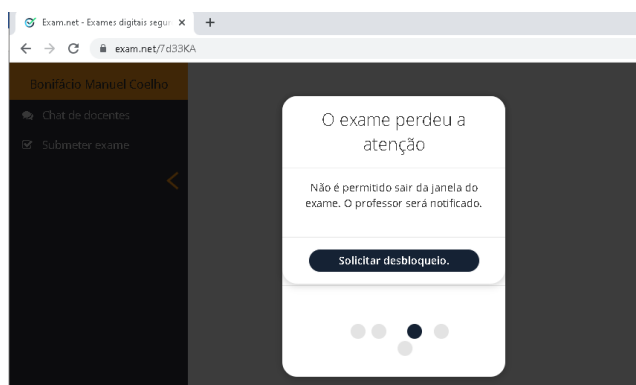 Exam.net - Exames digitais segur
exam.net/7d33KA
Bonifácio Manuel Coelho
Chat de docentes
Submeter exame
O exame perdeu a
atenção
Não é permitido sair da janela do
exame. O professor será notificado.
Solicitar desbloqueio.